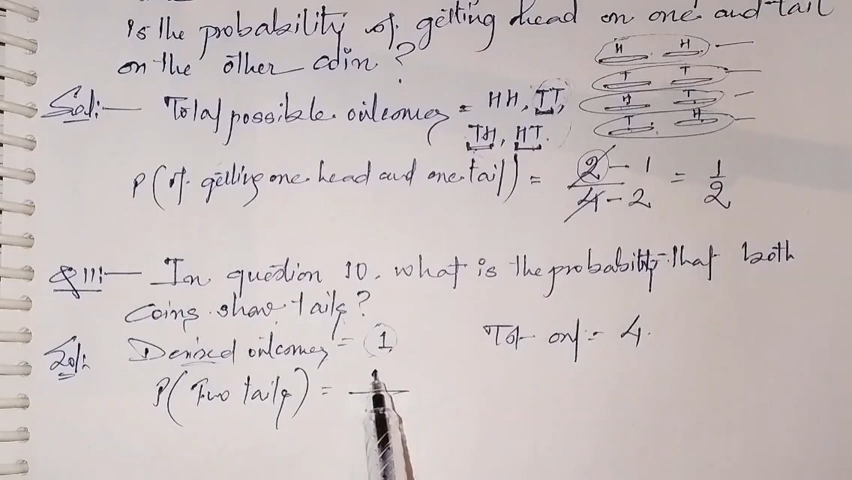 is the probability of getting head on one and tail
on the other coin?
H H
T T
H T
T H
Sol:— Total possible outcomes = HH, TT,
TH, HT.
P(of getting one head and one tail) = 2 - 1 / 4 - 2 = 1/2
Q11:— In question 10, what is the probability that both
coins show tails?
Sol: Desired outcomes = 1 Tot- out = 4.
P(Two tails) =